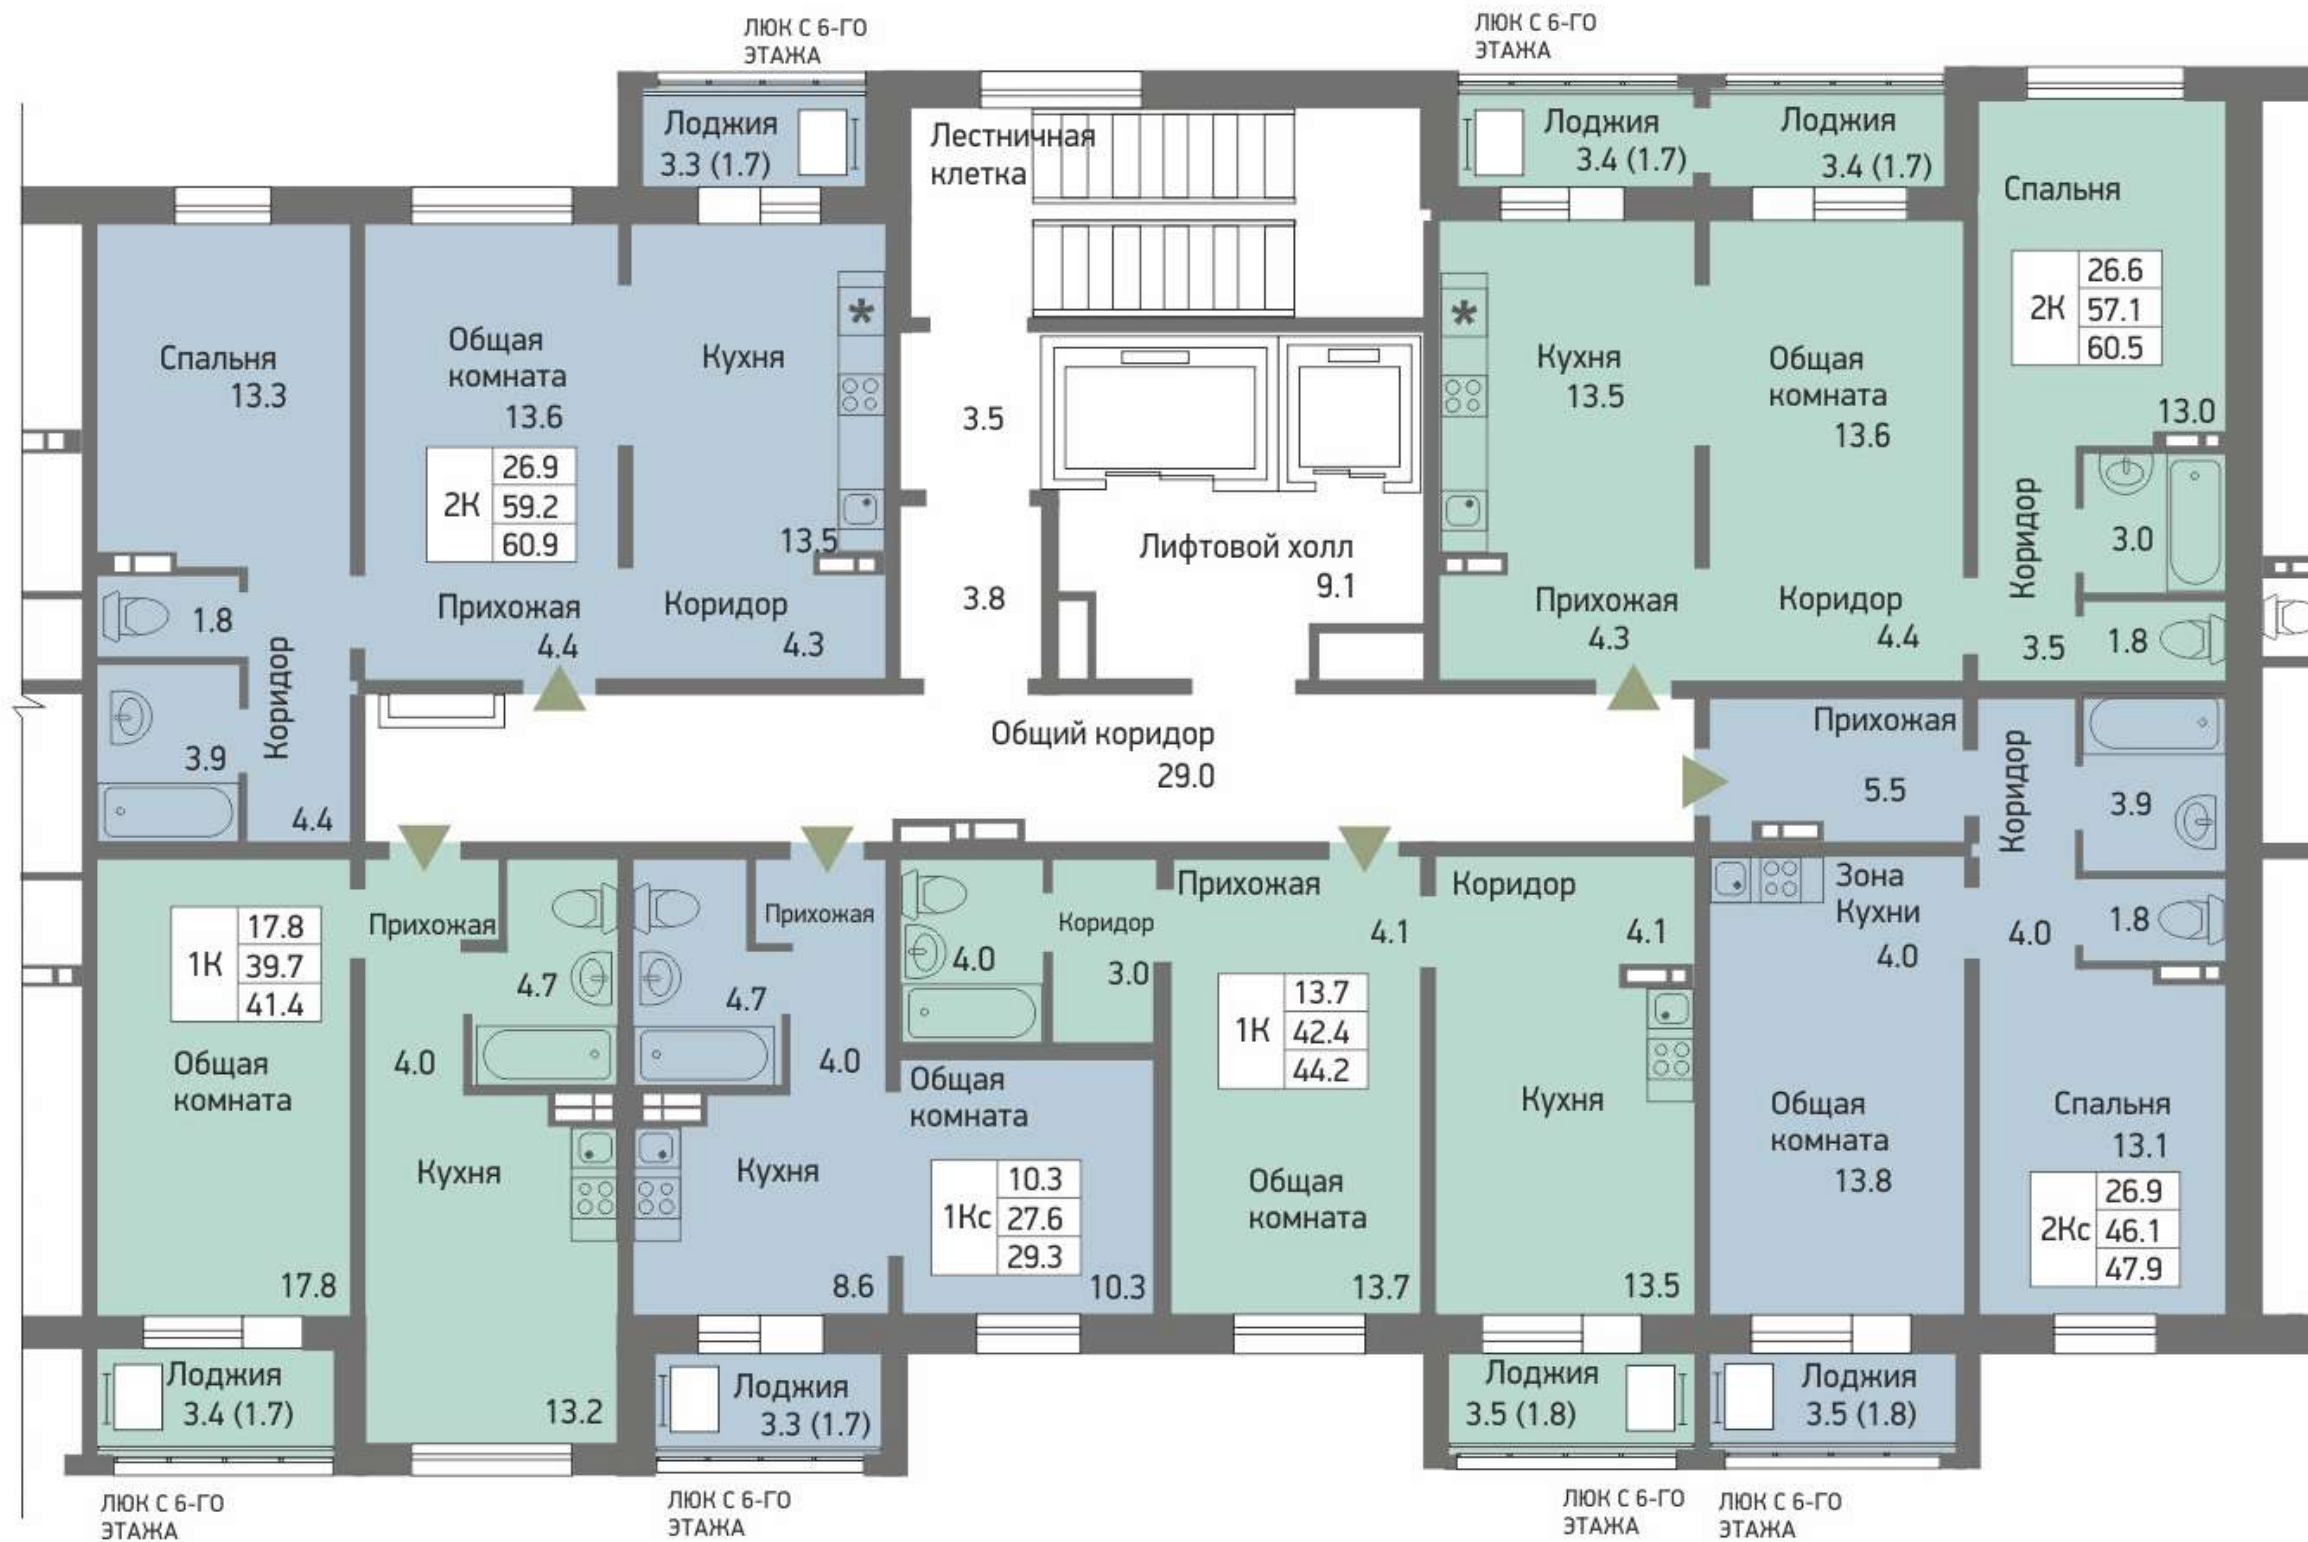 ЛЮК С 6-ГО
ЭТАЖА
ЛЮК С 6-ГО
ЭТАЖА
Лоджия
3.3 (1.7)
Лестничная
клетка
Лоджия
3.4 (1.7)
Лоджия
3.4 (1.7)
Спальня
26.6
2К
57.1
60.5
13.0
Спальня
13.3
Общая
комната
13.6
26.9
2К
59.2
60.9
Кухня
13.5
*
3.5
*
Кухня
13.5
Общая
комната
13.6
Лифтовой холл
9.1
3.8
Коридор
3.0
1.8
Прихожая
4.4
Коридор
4.3
Прихожая
4.3
Коридор
4.4
3.5
1.8
Коридор
3.9
4.4
Общий коридор
29.0
Прихожая
5.5
Коридор
3.9
17.8
1К
39.7
41.4
Прихожая
4.7
4.0
Общая
комната
17.8
Кухня
13.2
Прихожая
4.7
4.0
Кухня
8.6
4.0
Коридор
3.0
Общая
комната
10.3
1Кс
27.6
29.3
10.3
Прихожая
4.1
13.7
1К
42.4
44.2
Общая
комната
13.7
Коридор
4.1
Кухня
13.5
Зона
Кухни
4.0
Общая
комната
13.8
4.0
1.8
Спальня
13.1
26.9
2Кс
46.1
47.9
Лоджия
3.4 (1.7)
Лоджия
3.3 (1.7)
Лоджия
3.5 (1.8)
Лоджия
3.5 (1.8)
ЛЮК С 6-ГО
ЭТАЖА
ЛЮК С 6-ГО
ЭТАЖА
ЛЮК С 6-ГО
ЭТАЖА
ЛЮК С 6-ГО
ЭТАЖА